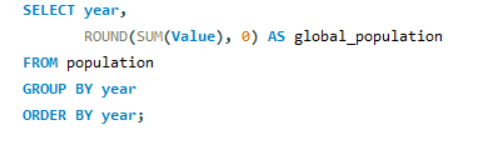 SELECT year,
ROUND(SUM(Value), 0) AS global_population
FROM population
GROUP BY year
ORDER BY year;